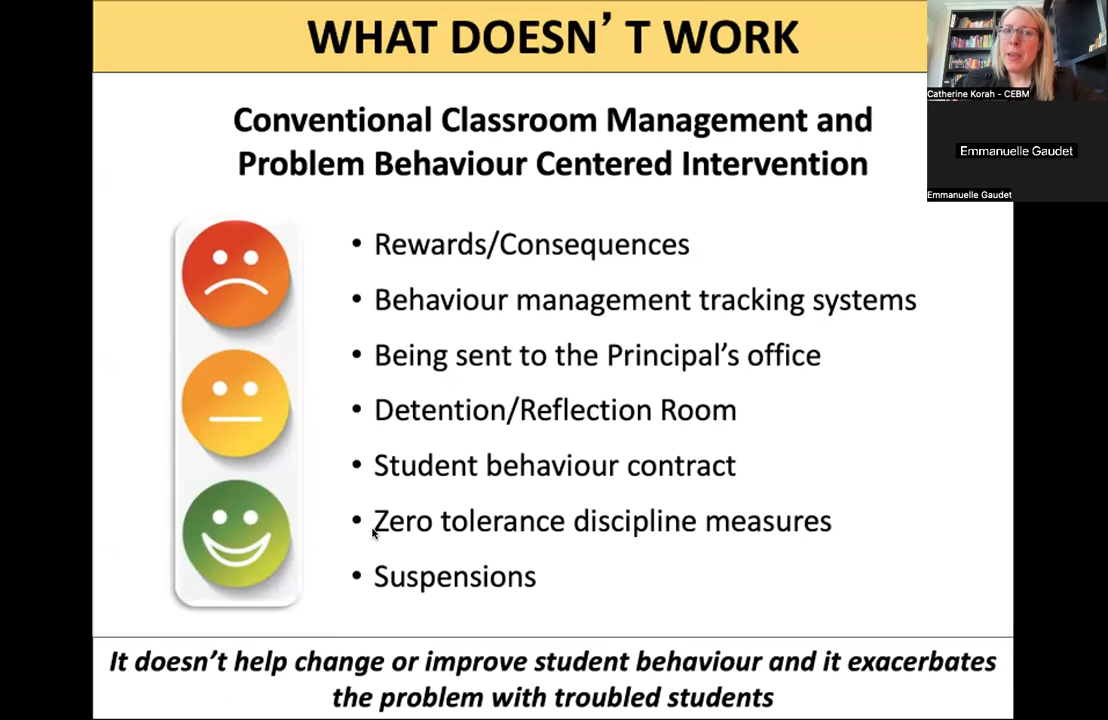 WHAT DOESN’T WORK
Catherine Korah - CEBM
Emmanuelle Gaudet
Emmanuelle Gaudet
Conventional Classroom Management and
Problem Behaviour Centered Intervention
• Rewards/Consequences
• Behaviour management tracking systems
• Being sent to the Principal’s office
• Detention/Reflection Room
• Student behaviour contract
• Zero tolerance discipline measures
• Suspensions
It doesn’t help change or improve student behaviour and it exacerbates
the problem with troubled students